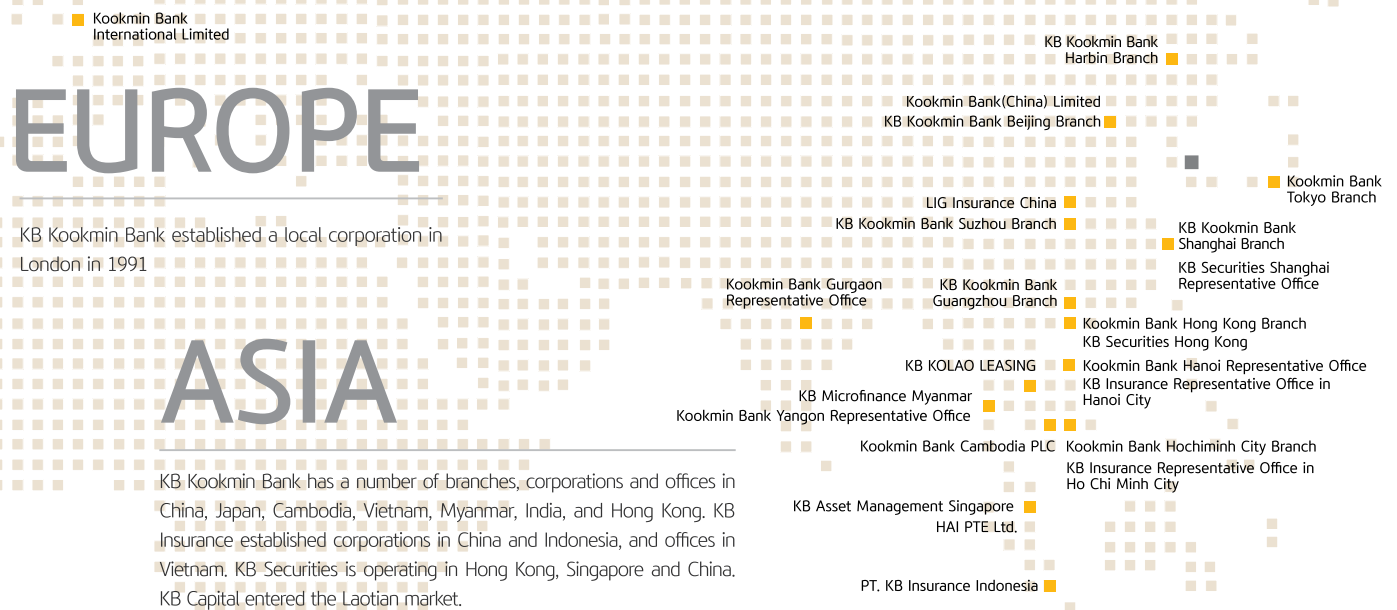 Kookmin Bank
International Limited
EUROPE
KB Kookmin Bank established a local corporation in
London in 1991
ASIA
KB Kookmin Bank has a number of branches, corporations and offices in
China, Japan, Cambodia, Vietnam, Myanmar, India, and Hong Kong. KB
Insurance established corporations in China and Indonesia, and offices in
Vietnam. KB Securities is operating in Hong Kong, Singapore and China.
KB Capital entered the Laotian market.
KB Kookmin Bank
Harbin Branch
Kookmin Bank(China) Limited
KB Kookmin Bank Beijing Branch
Kookmin Bank
Tokyo Branch
LIG Insurance China
KB Kookmin Bank Suzhou Branch
KB Kookmin Bank
Shanghai Branch
KB Securities Shanghai
Representative Office
Kookmin Bank Gurgaon
Representative Office
KB Kookmin Bank
Guangzhou Branch
Kookmin Bank Hong Kong Branch
KB Securities Hong Kong
KB KOLAO LEASING
Kookmin Bank Hanoi Representative Office
KB Insurance Representative Office in
Hanoi City
KB Microfinance Myanmar
Kookmin Bank Yangon Representative Office
Kookmin Bank Cambodia PLC
Kookmin Bank Hochiminh City Branch
KB Insurance Representative Office in
Ho Chi Minh City
KB Asset Management Singapore
HAI PTE Ltd.
PT. KB Insurance Indonesia